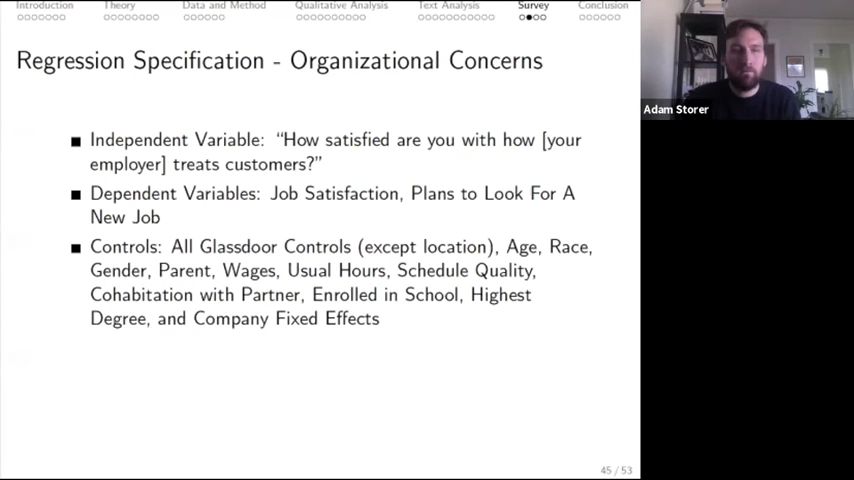 Introduction Theory Data and Method Qualitative Analysis Text Analysis Survey Conclusion
Regression Specification - Organizational Concerns
Adam Storer
Independent Variable: “How satisfied are you with how [your
employer] treats customers?”
Dependent Variables: Job Satisfaction, Plans to Look For A
New Job
Controls: All Glassdoor Controls (except location), Age, Race,
Gender, Parent, Wages, Usual Hours, Schedule Quality,
Cohabitation with Partner, Enrolled in School, Highest
Degree, and Company Fixed Effects
45 / 53